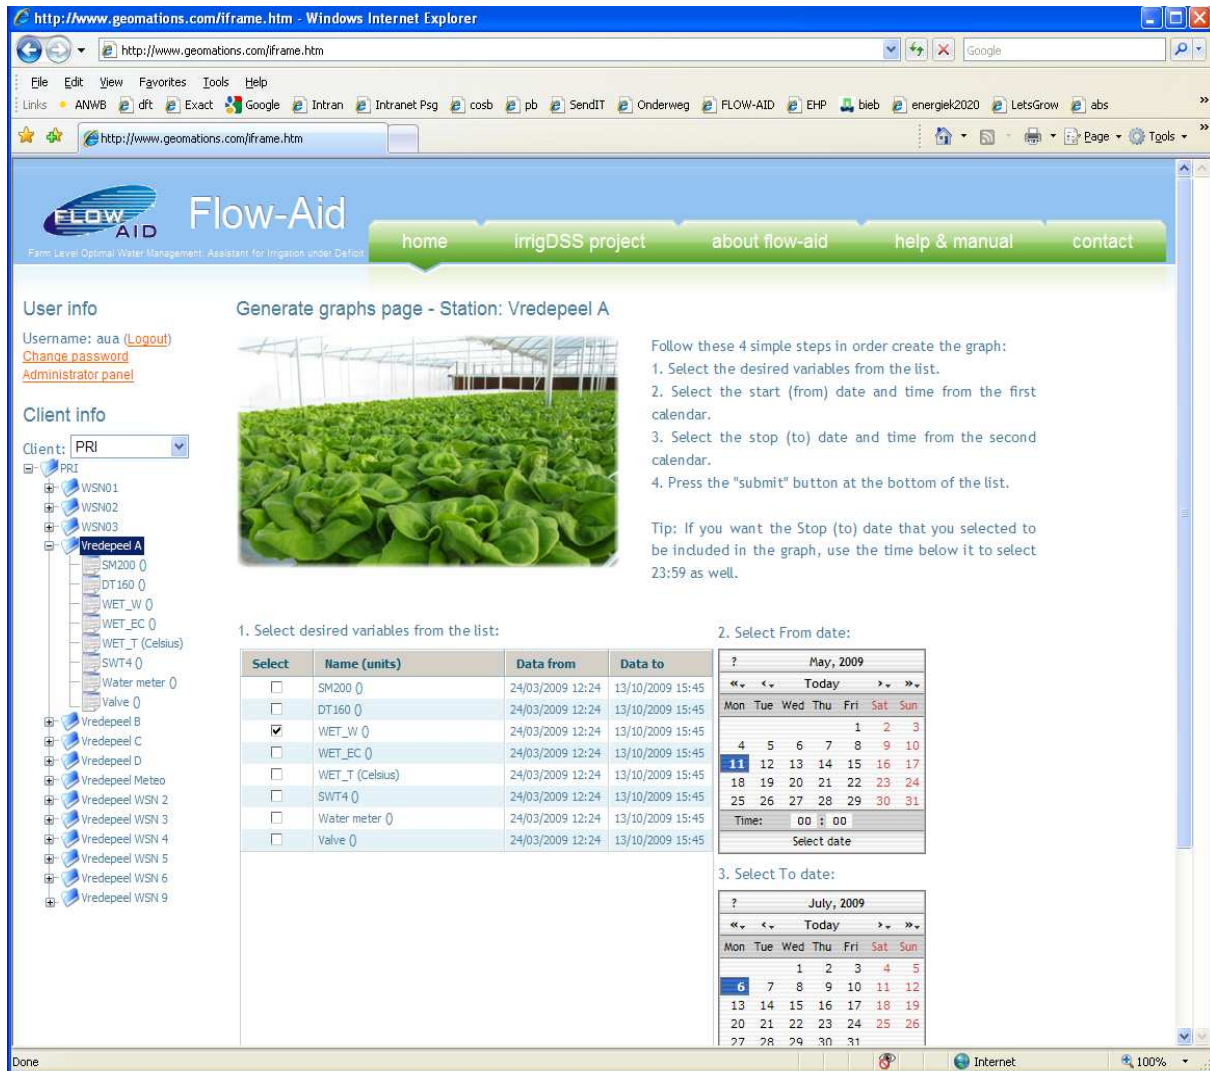 http://www.geomations.com/iframe.htm - Windows Internet Explorer
http://www.geomations.com/iframe.htm
Google
File Edit View Favorites Tools Help
Links ANWB dft Exact Google Intran Intranet Psg cosb pb SendIT Onderweg FLOW-AID EHP bieb energiek2020 LetsGrow abs »
http://www.geomations.com/iframe.htm
Page Tools »
FLOW AID
Flow-Aid
Farm Level Optimal Water Management: Assistant for Irrigation under Deficit
home irrigDSS project about flow-aid help & manual contact
User info
Username: aua (Logout)
Change password
Administrator panel
Client info
Client: PRI
PRI
WSN01
WSN02
WSN03
Vredepeel A
SM200 ()
DT160 ()
WET_W ()
WET_EC ()
WET_T (Celsius)
SWT4 ()
Water meter ()
Valve ()
Vredepeel B
Vredepeel C
Vredepeel D
Vredepeel Meteo
Vredepeel WSN 2
Vredepeel WSN 3
Vredepeel WSN 4
Vredepeel WSN 5
Vredepeel WSN 6
Vredepeel WSN 9
Generate graphs page - Station: Vredepeel A
Follow these 4 simple steps in order create the graph:
1. Select the desired variables from the list.
2. Select the start (from) date and time from the first
calendar.
3. Select the stop (to) date and time from the second
calendar.
4. Press the "submit" button at the bottom of the list.
Tip: If you want the Stop (to) date that you selected to
be included in the graph, use the time below it to select
23:59 as well.
1. Select desired variables from the list:
Select Name (units) Data from Data to
SM200 () 24/03/2009 12:24 13/10/2009 15:45
DT160 () 24/03/2009 12:24 13/10/2009 15:45
WET_W () 24/03/2009 12:24 13/10/2009 15:45
WET_EC () 24/03/2009 12:24 13/10/2009 15:45
WET_T (Celsius) 24/03/2009 12:24 13/10/2009 15:45
SWT4 () 24/03/2009 12:24 13/10/2009 15:45
Water meter () 24/03/2009 12:24 13/10/2009 15:45
Valve () 24/03/2009 12:24 13/10/2009 15:45
2. Select From date:
? May, 2009
« ‹ Today › »
Mon Tue Wed Thu Fri Sat Sun
1 2 3
4 5 6 7 8 9 10
11 12 13 14 15 16 17
18 19 20 21 22 23 24
25 26 27 28 29 30 31
Time: 00 : 00
Select date
3. Select To date:
? July, 2009
« ‹ Today › »
Mon Tue Wed Thu Fri Sat Sun
1 2 3 4 5
6 7 8 9 10 11 12
13 14 15 16 17 18 19
20 21 22 23 24 25 26
27 28 29 30 31
Done Internet 100%